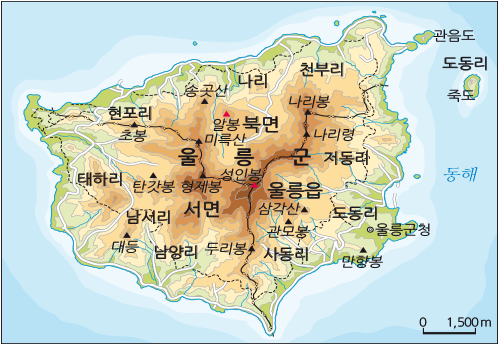 관음도
도동리
죽도
천부리
나리
송곳산
나리봉
현포리
초봉
알봉
북면
미륵산
나리령
울릉군
저동리
동해
성인봉
태하리
탄갓봉
형제봉
울릉읍
서면
삼각산
도동리
남서리
관모봉
울릉군청
대등
남양리
두리봉
사동리
망향봉
0 1,500m